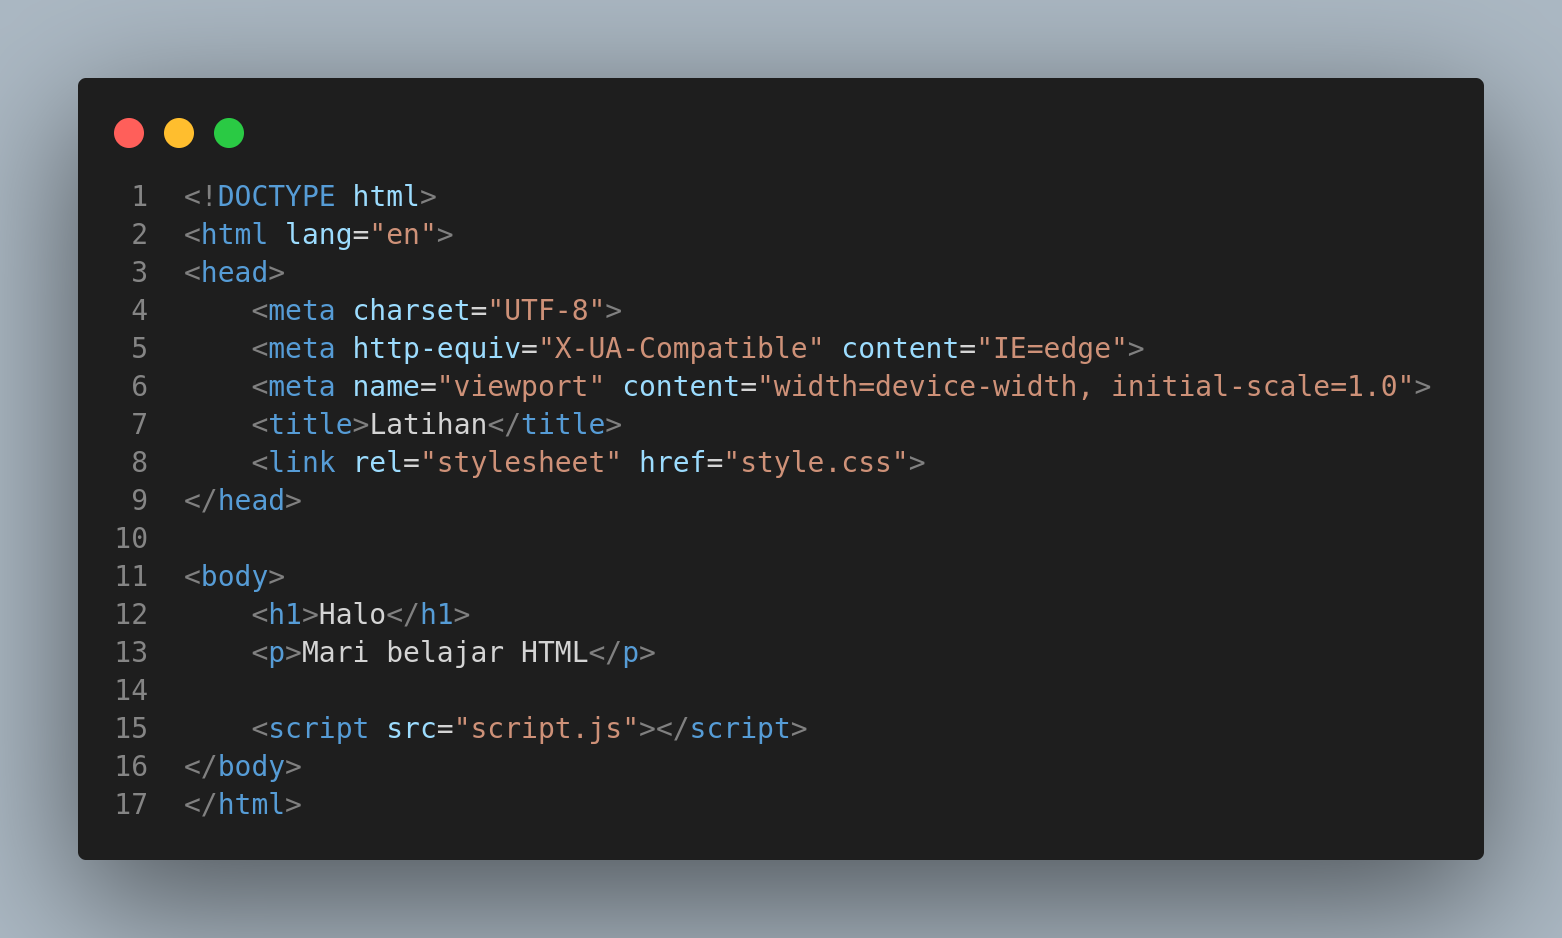 1 <!DOCTYPE html>
2 <html lang="en">
3 <head>
4     <meta charset="UTF-8">
5     <meta http-equiv="X-UA-Compatible" content="IE=edge">
6     <meta name="viewport" content="width=device-width, initial-scale=1.0">
7     <title>Latihan</title>
8     <link rel="stylesheet" href="style.css">
9 </head>
10
11 <body>
12     <h1>Halo</h1>
13     <p>Mari belajar HTML</p>
14
15     <script src="script.js"></script>
16 </body>
17 </html>